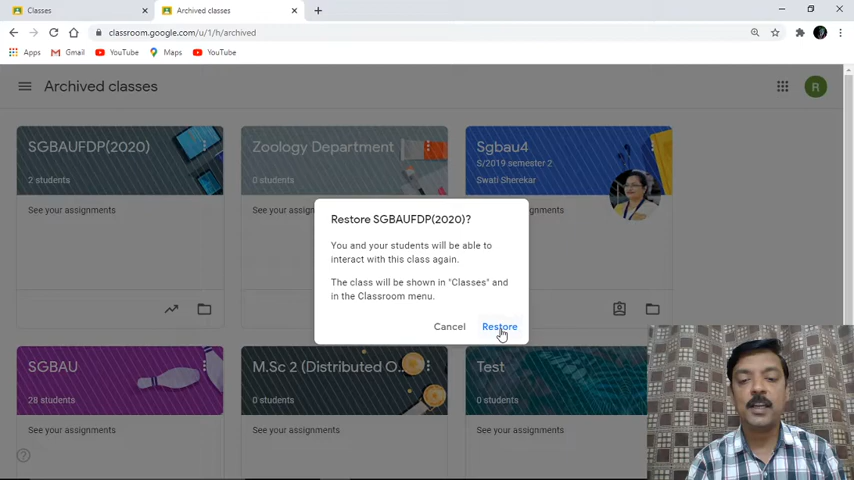 Classes
Archived classes
classroom.google.com/u/1/h/archived
Apps
Gmail
YouTube
Maps
YouTube
Archived classes
R
SGBAUFDP(2020)
2 students
See your assignments
Zoology Department
0 students
assignments
Sgbau4
S/2019 semester 2
Swati Sherekar
assignments
Restore SGBAUFDP(2020)?
You and your students will be able to
interact with this class again.
The class will be shown in "Classes" and
in the Classroom menu.
Cancel
Restore
SGBAU
28 students
See your assignments
M.Sc 2 (Distributed O...
0 students
See your assignments
Test
0 students
See your assignments